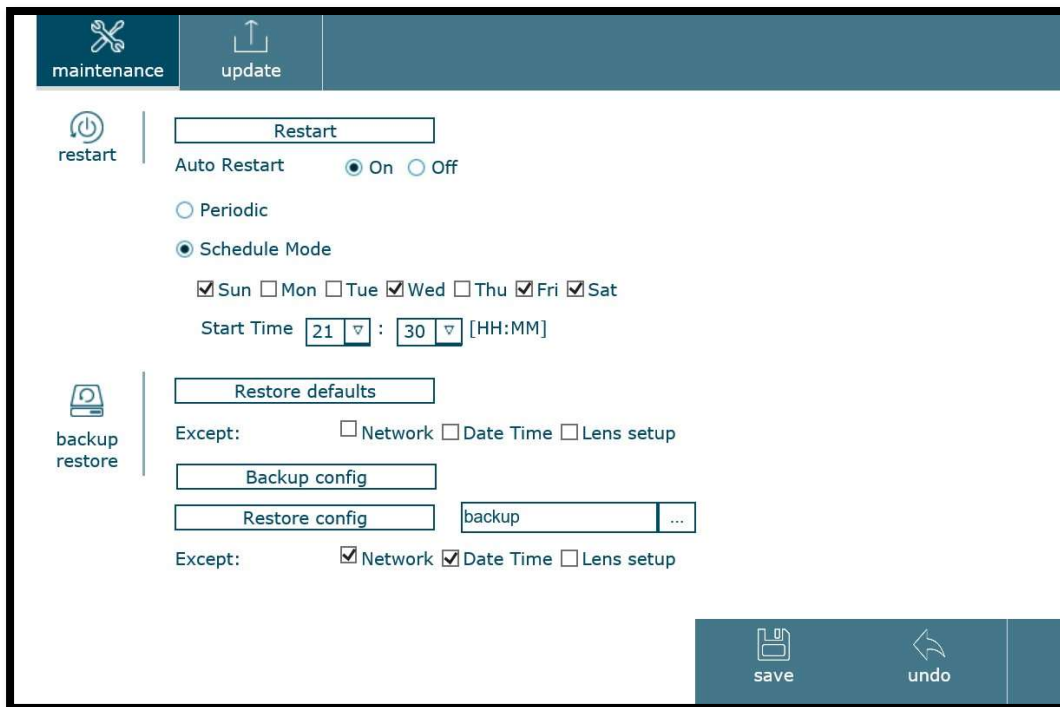 maintenance
update
restart
Restart
Auto Restart On Off
Periodic
Schedule Mode
Sun Mon Tue Wed Thu Fri Sat
Start Time 21 : 30 [HH:MM]
backup
restore
Restore defaults
Except: Network Date Time Lens setup
Backup config
Restore config backup ...
Except: Network Date Time Lens setup
save
undo